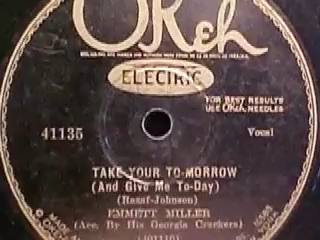 OKeh
ELECTRIC
FOR BEST RESULTS
USE OKeh NEEDLES
41135
Vocal
TAKE YOUR TO-MORROW
(And Give Me To-Day)
(Razaf-Johnson)
EMMETT MILLER
(Acc. By His Georgia Crackers)